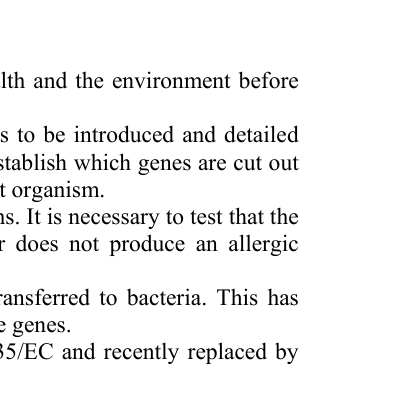 lth and the environment before
s to be introduced and detailed
stablish which genes are cut out
t organism.
ns. It is necessary to test that the
r does not produce an allergic
ransferred to bacteria. This has
e genes.
35/EC and recently replaced by